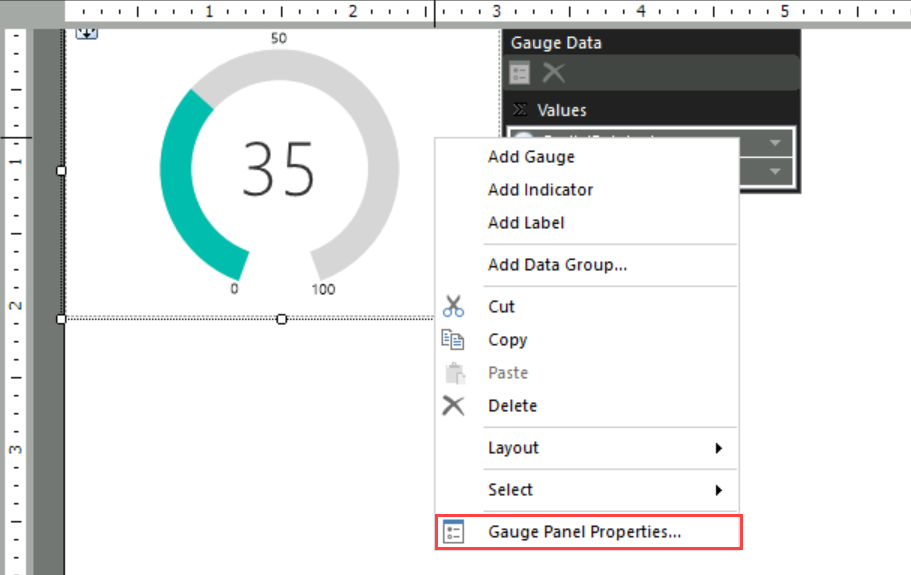 1 2 3 4 5
50
Gauge Data
Values
35
1
Add Gauge
Add Indicator
Add Label
Add Data Group...
0
100
2
Cut
Copy
Paste
Delete
Layout
3
Select
Gauge Panel Properties...